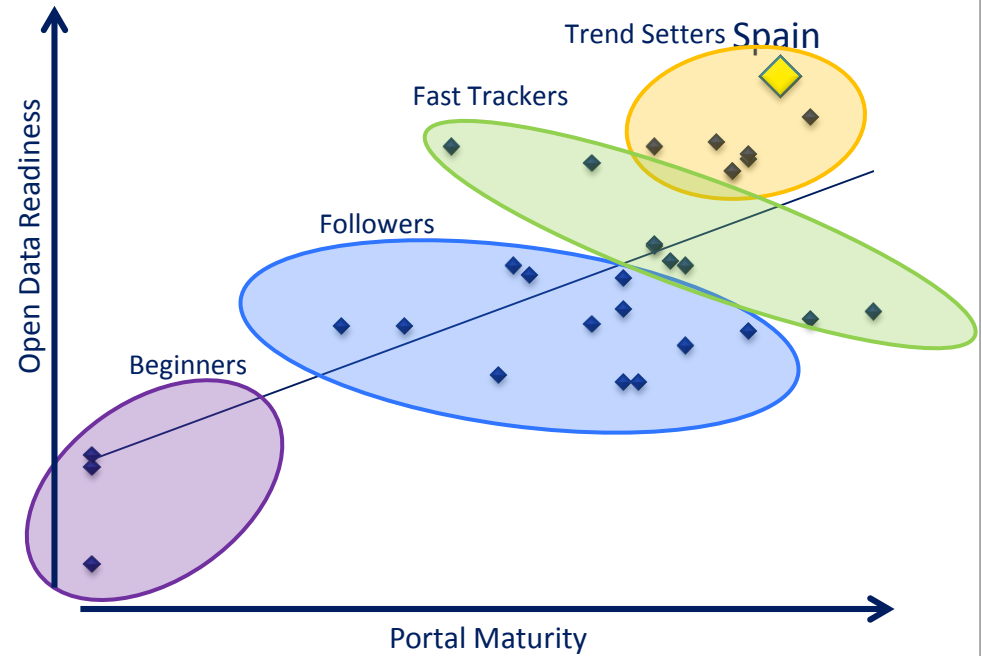 Trend Setters Spain
Fast Trackers
Followers
Beginners
Open Data Readiness
Portal Maturity